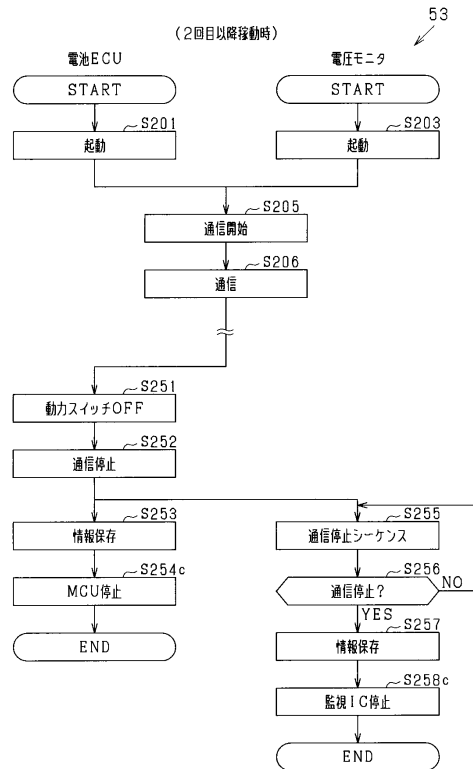 53
(2回目以降稼動時)
電池ECU
電圧モニタ
START
START
S201
起動
S203
起動
S205
通信開始
S206
通信
S251
動力スイッチOFF
S252
通信停止
S253
情報保存
S254c
MCU停止
END
S255
通信停止シーケンス
S256
通信停止?
NO
YES
S257
情報保存
S258c
監視IC停止
END